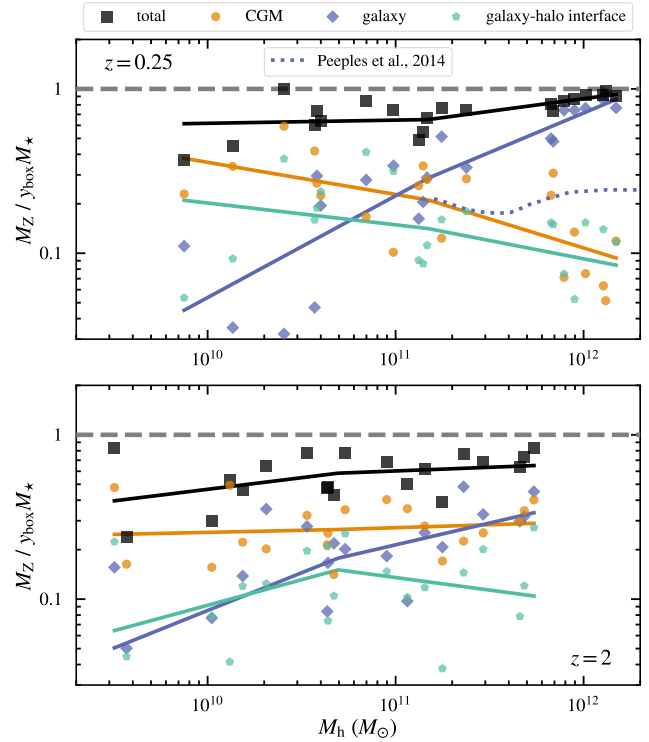 total CGM galaxy galaxy-halo interface
z = 0.25
Peeples et al., 2014
1
0.1
M_Z / y_box M_⋆
10^10 10^11 10^12
1
0.1
M_Z / y_box M_⋆
z = 2
10^10 10^11 10^12
M_h (M_⊙)